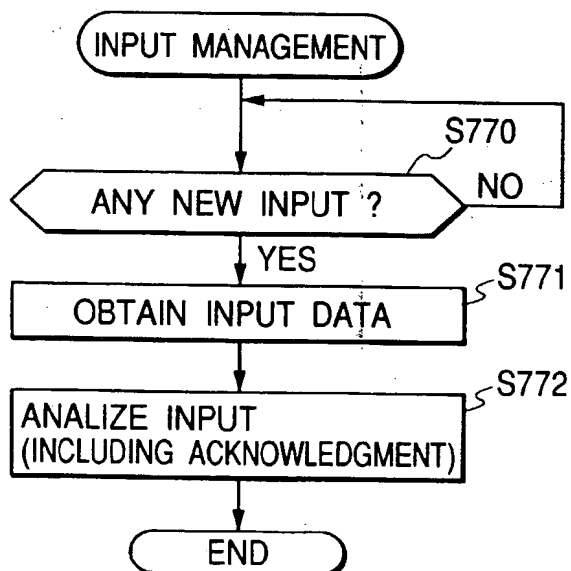 INPUT MANAGEMENT
S770
ANY NEW INPUT ?
NO
YES
S771
OBTAIN INPUT DATA
S772
ANALIZE INPUT
(INCLUDING ACKNOWLEDGMENT)
END